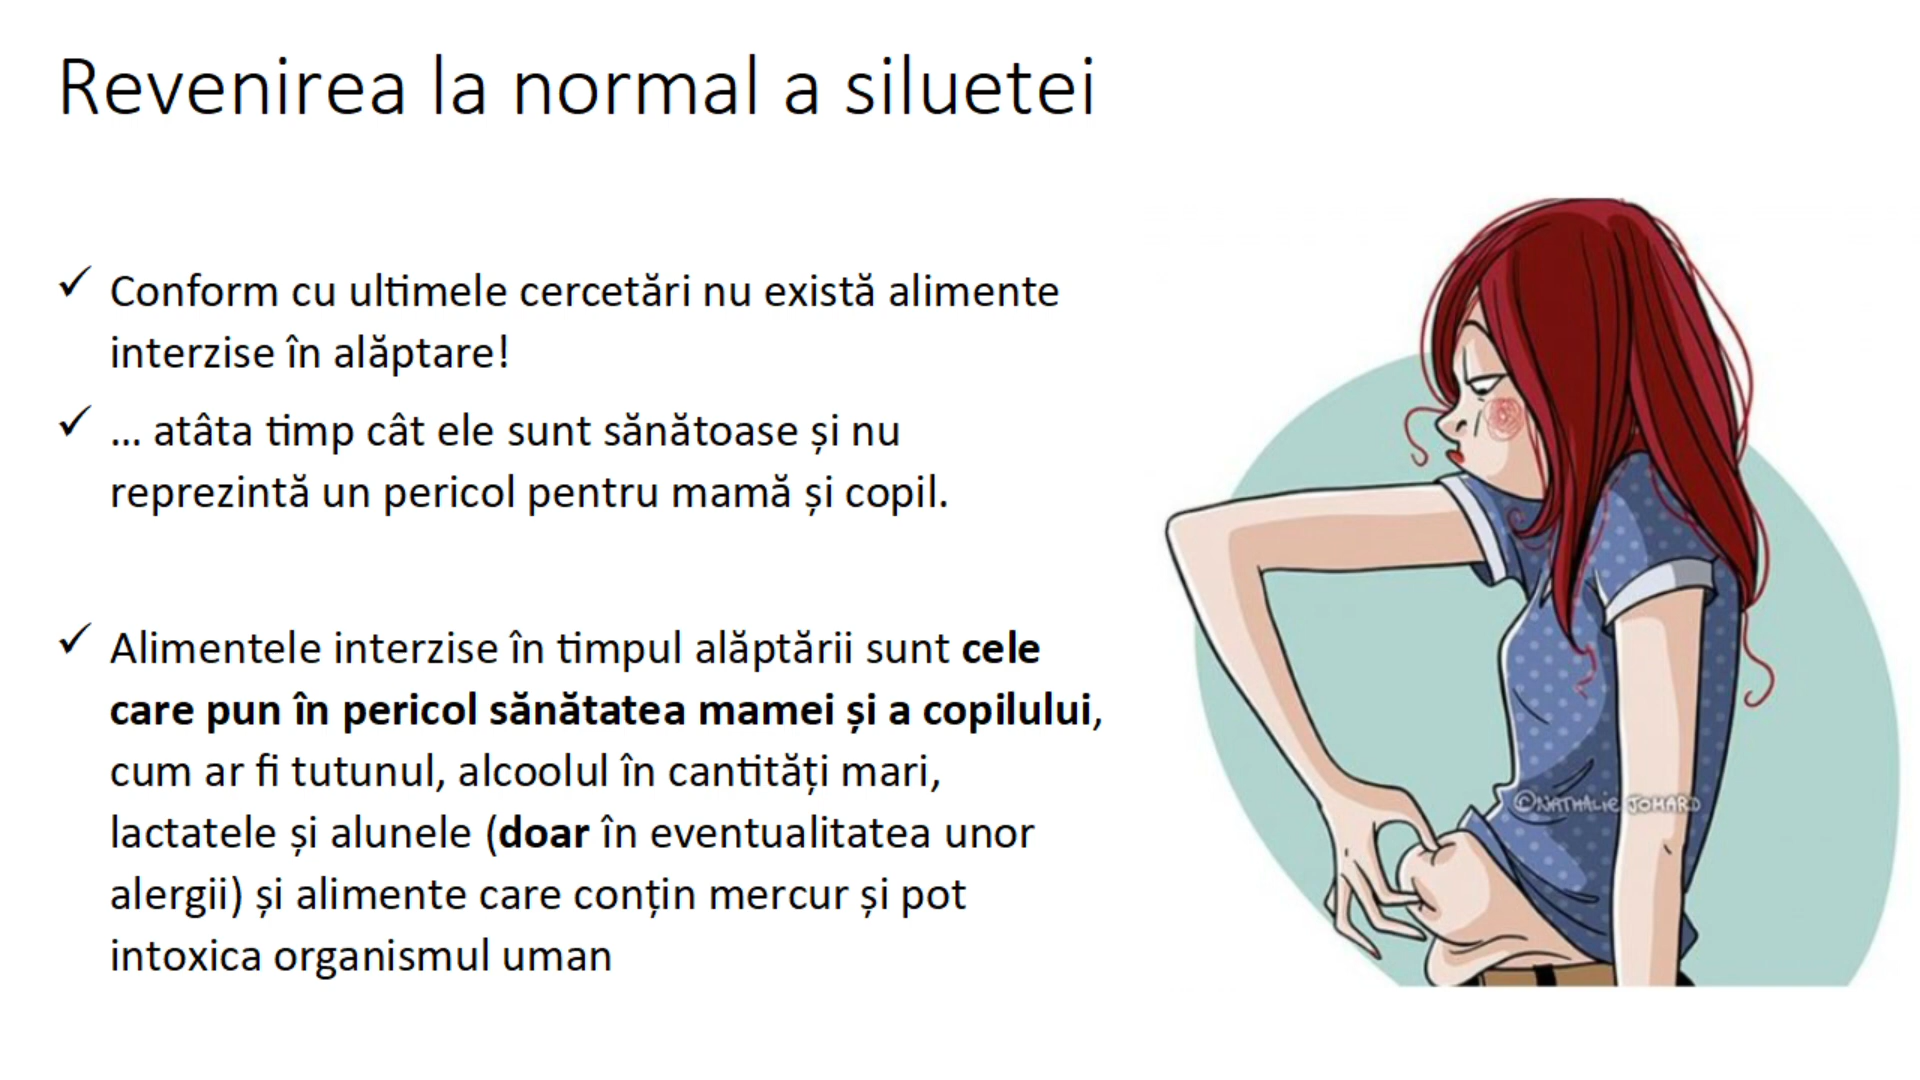 Revenirea la normal a siluetei
✓ Conform cu ultimele cercetări nu există alimente
interzise în alăptare!
✓ ... atâta timp cât ele sunt sănătoase și nu
reprezintă un pericol pentru mamă și copil.
✓ Alimentele interzise în timpul alăptării sunt cele
care pun în pericol sănătatea mamei și a copilului,
cum ar fi tutunul, alcoolul în cantități mari,
lactatele și alunele (doar în eventualitatea unor
alergii) și alimente care conțin mercur și pot
intoxica organismul uman
©NATHALIE JOMARD